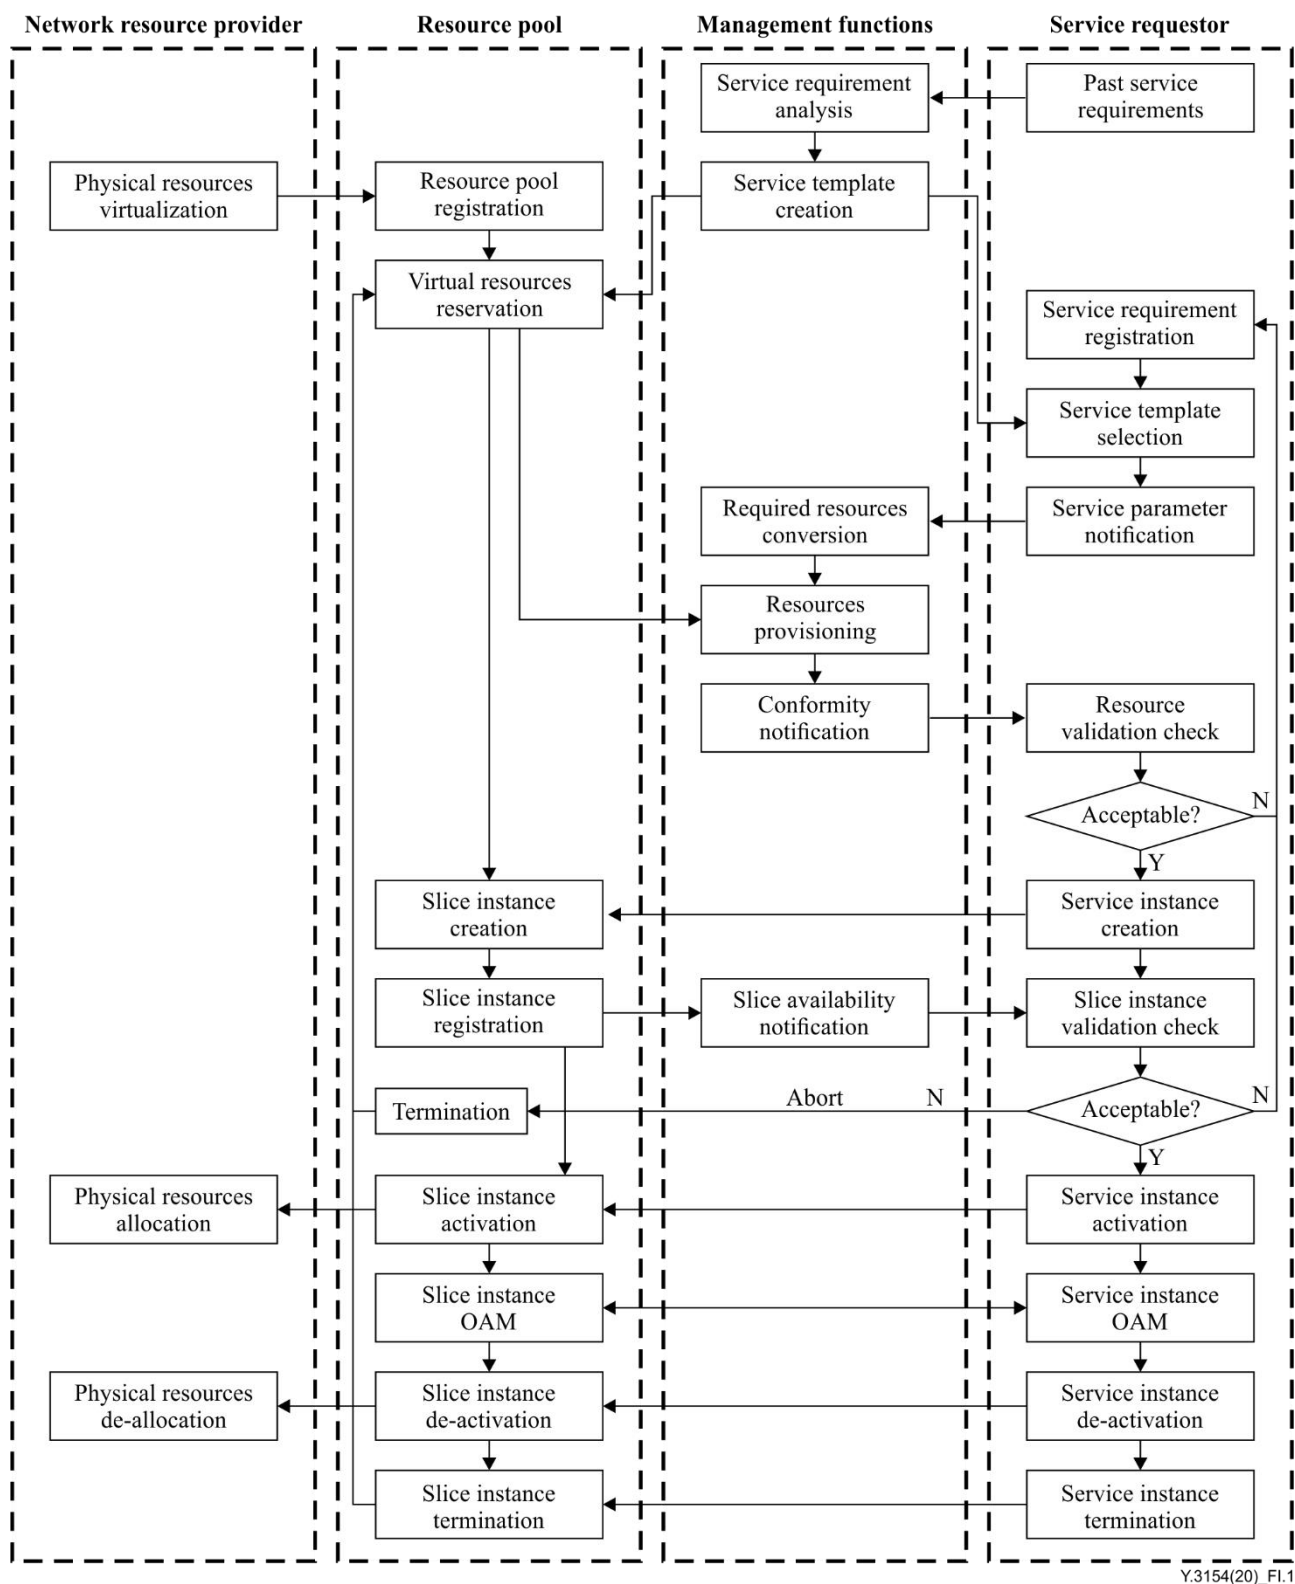 Network resource provider
Resource pool
Management functions
Service requestor
Service requirement
analysis
Past service
requirements
Physical resources
virtualization
Resource pool
registration
Service template
creation
Virtual resources
reservation
Service requirement
registration
Service template
selection
Required resources
conversion
Service parameter
notification
Resources
provisioning
Conformity
notification
Resource
validation check
Acceptable?
N
Y
Slice instance
creation
Service instance
creation
Slice instance
registration
Slice availability
notification
Slice instance
validation check
Termination
Abort
N
Acceptable?
N
Y
Physical resources
allocation
Slice instance
activation
Service instance
activation
Slice instance
OAM
Service instance
OAM
Physical resources
de-allocation
Slice instance
de-activation
Service instance
de-activation
Slice instance
termination
Service instance
termination
Y.3154(20)_FI.1